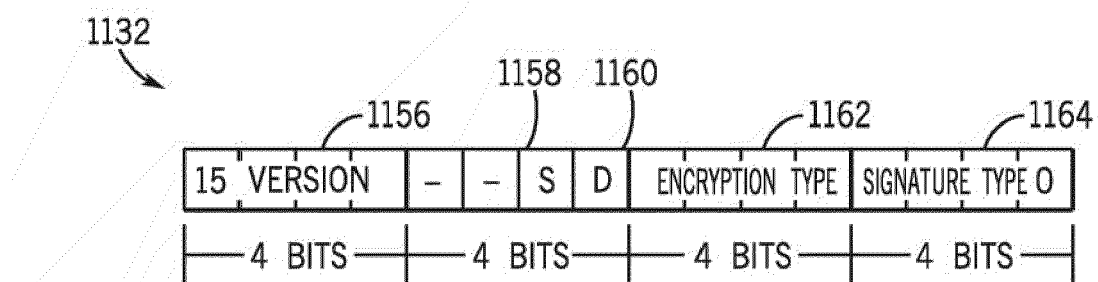 1132
1158 1160
1156 1162 1164
15 VERSION - - S D ENCRYPTION TYPE SIGNATURE TYPE 0
4 BITS 4 BITS 4 BITS 4 BITS